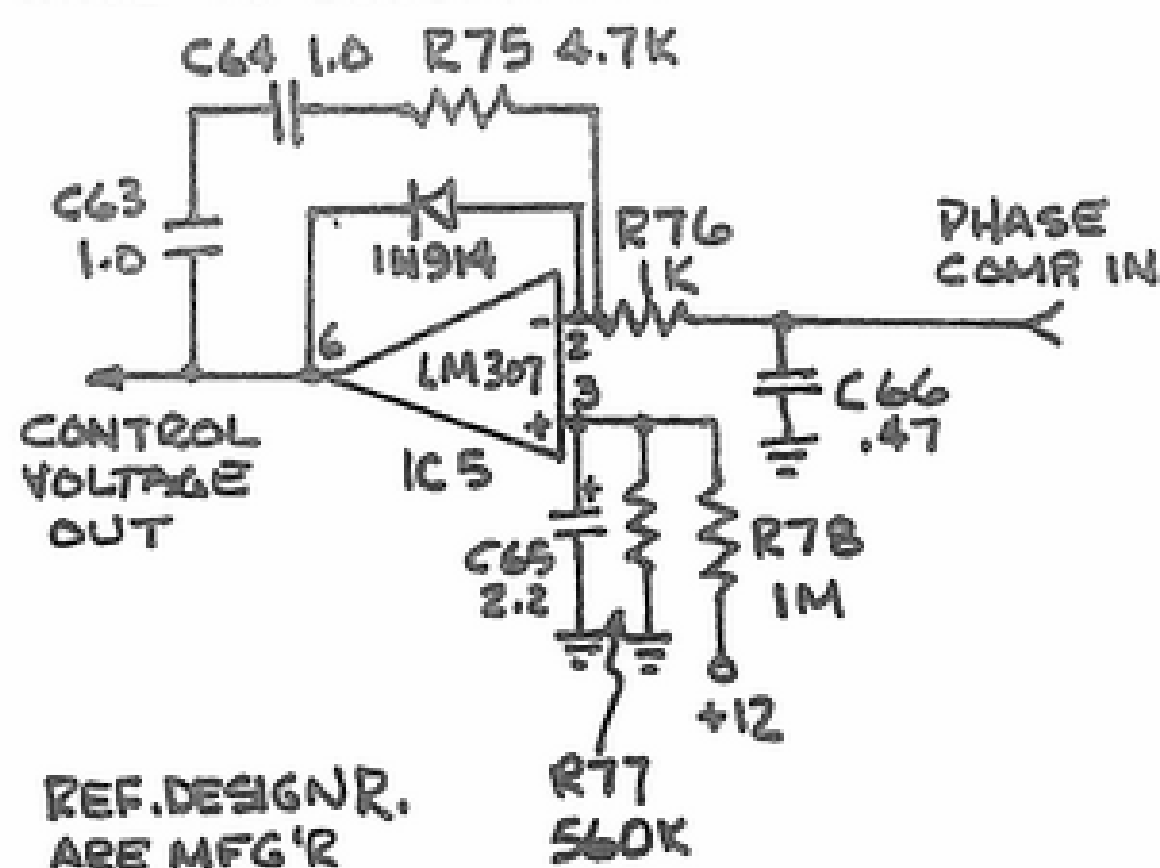 C64 1.0 R75 4.7K
C63
1.0
1N914
R76
1K
PHASE
COMP IN
6
-
2
LM307
3
+
IC5
C66
.47
CONTROL
VOLTAGE
OUT
+
C65
2.2
R78
1M
+12
R77
560K
REF. DESIGNR.
ARE MFG'R